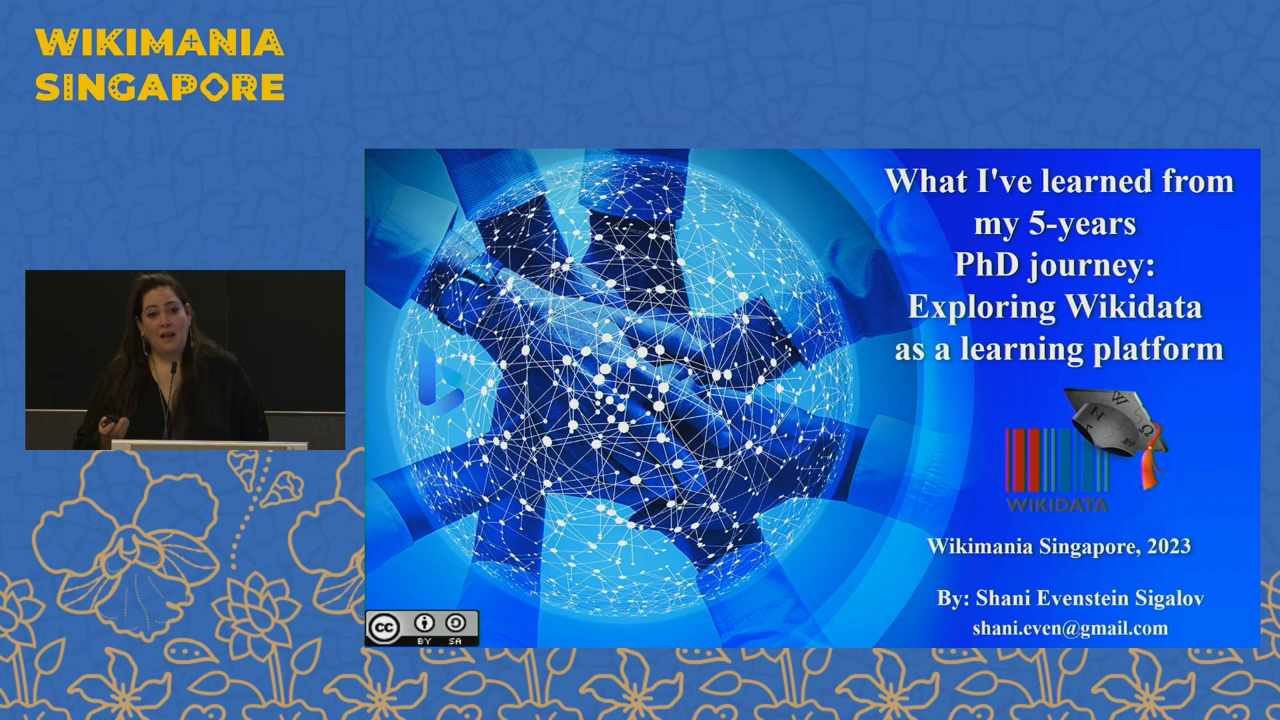 WIKIMANIA
SINGAPORE
What I've learned from
my 5-years
PhD journey:
Exploring Wikidata
as a learning platform
W
N
Ω
WIKIDATA
Wikimania Singapore, 2023
By: Shani Evenstein Sigalov
shani.even@gmail.com
cc
BY SA